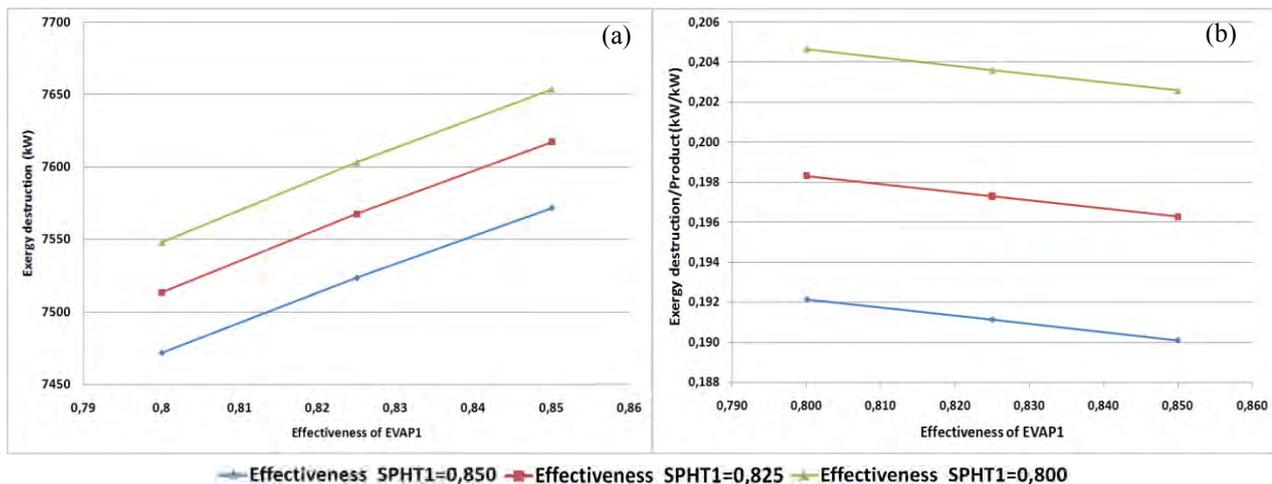 (a)
7700
7650
7600
7550
7500
7450
Exergy destruction (kW)
0,79 0,8 0,81 0,82 0,83 0,84 0,85 0,86
Effectiveness of EVAP1
(b)
0,206
0,204
0,202
0,200
0,198
0,196
0,194
0,192
0,190
0,188
Exergy destruction/Product (kW/kW)
0,790 0,800 0,810 0,820 0,830 0,840 0,850 0,860
Effectiveness of EVAP1
Effectiveness SPHT1=0,850 Effectiveness SPHT1=0,825 Effectiveness SPHT1=0,800